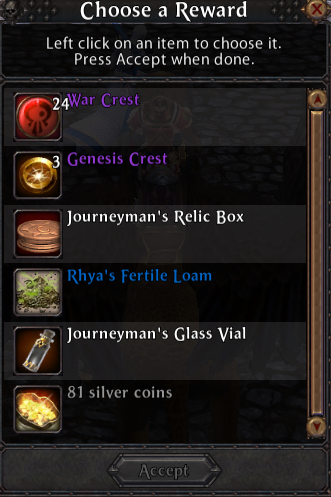 Choose a Reward
Left click on an item to choose it.
Press Accept when done.
24 War Crest
3 Genesis Crest
Journeyman's Relic Box
Rhya's Fertile Loam
Journeyman's Glass Vial
81 silver coins
Accept